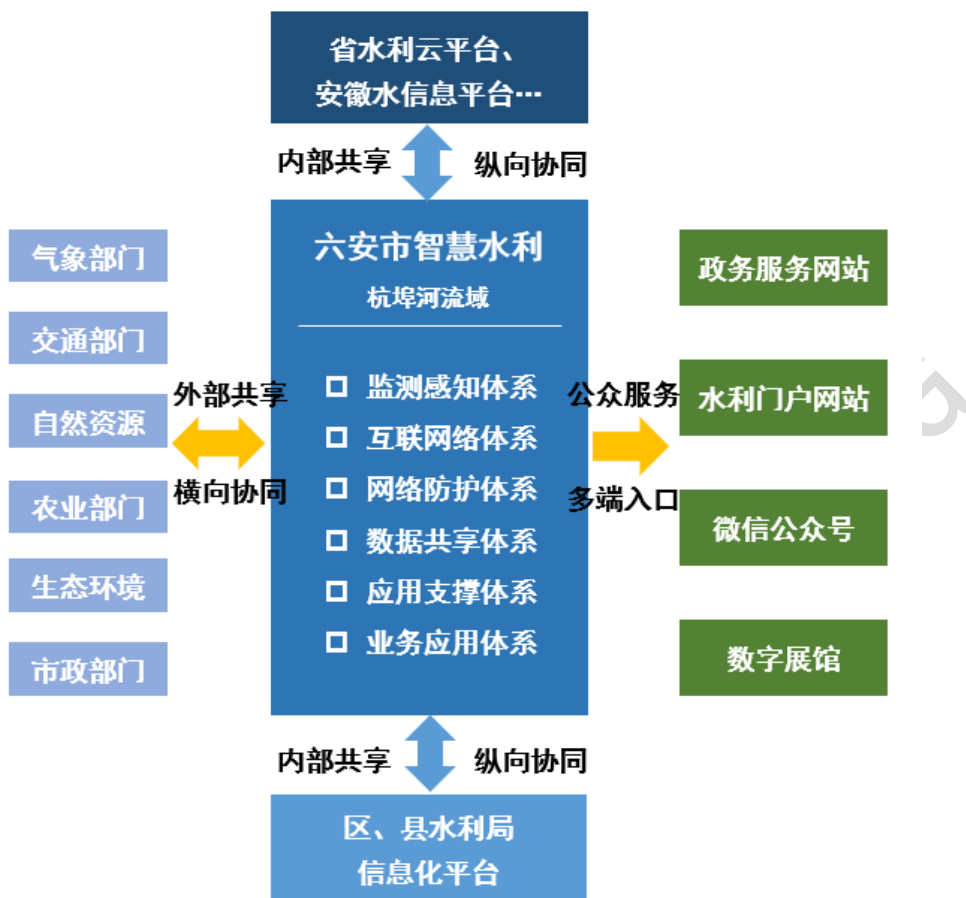 省水利云平台、
安徽水信息平台…
内部共享 纵向协同
气象部门
交通部门
自然资源
农业部门
生态环境
市政部门
外部共享
横向协同
六安市智慧水利
杭埠河流域
监测感知体系
互联网络体系
网络防护体系
数据共享体系
应用支撑体系
业务应用体系
公众服务
多端入口
政务服务网站
水利门户网站
微信公众号
数字展馆
内部共享 纵向协同
区、县水利局
信息化平台